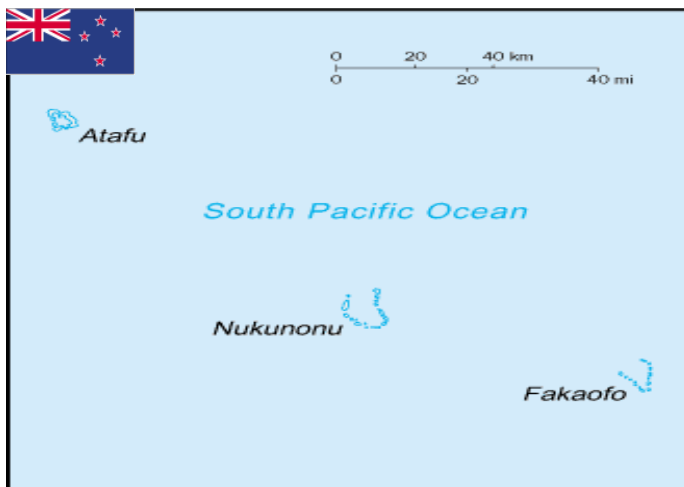 0 20 40 km
0 20 40 mi
Atafu
South Pacific Ocean
Nukunonu
Fakaofo